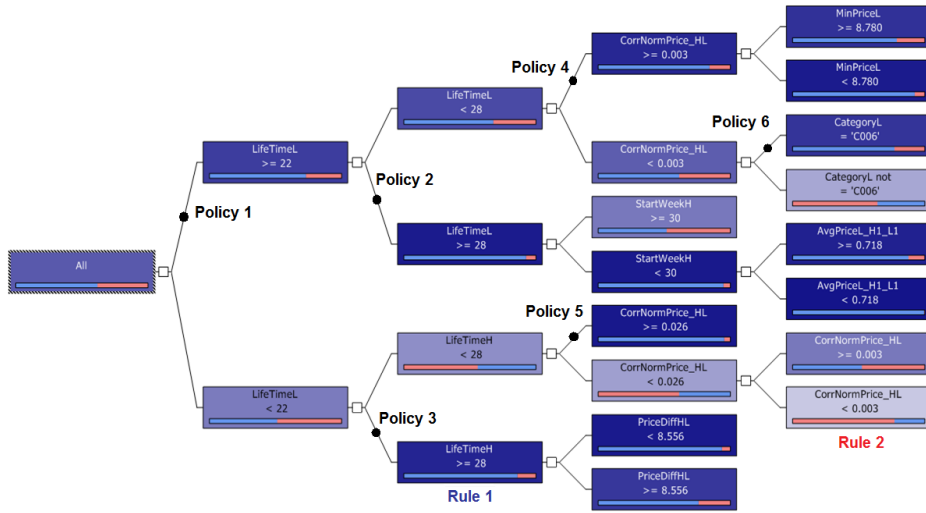 All
LifeTimeL
>= 22
Policy 1
LifeTimeL
< 22
LifeTimeL
< 28
Policy 2
LifeTimeL
>= 28
LifeTimeH
< 28
Policy 3
LifeTimeH
>= 28
Rule 1
Policy 4
CorrNormPrice_HL
>= 0.003
CorrNormPrice_HL
< 0.003
StartWeekH
>= 30
StartWeekH
< 30
Policy 5
CorrNormPrice_HL
>= 0.026
CorrNormPrice_HL
< 0.026
PriceDiffHL
< 8.556
PriceDiffHL
>= 8.556
MinPriceL
>= 8.780
MinPriceL
< 8.780
Policy 6
CategoryL
= 'C006'
CategoryL not
= 'C006'
AvgPriceL_H1_L1
>= 0.718
AvgPriceL_H1_L1
< 0.718
CorrNormPrice_HL
>= 0.003
CorrNormPrice_HL
< 0.003
Rule 2